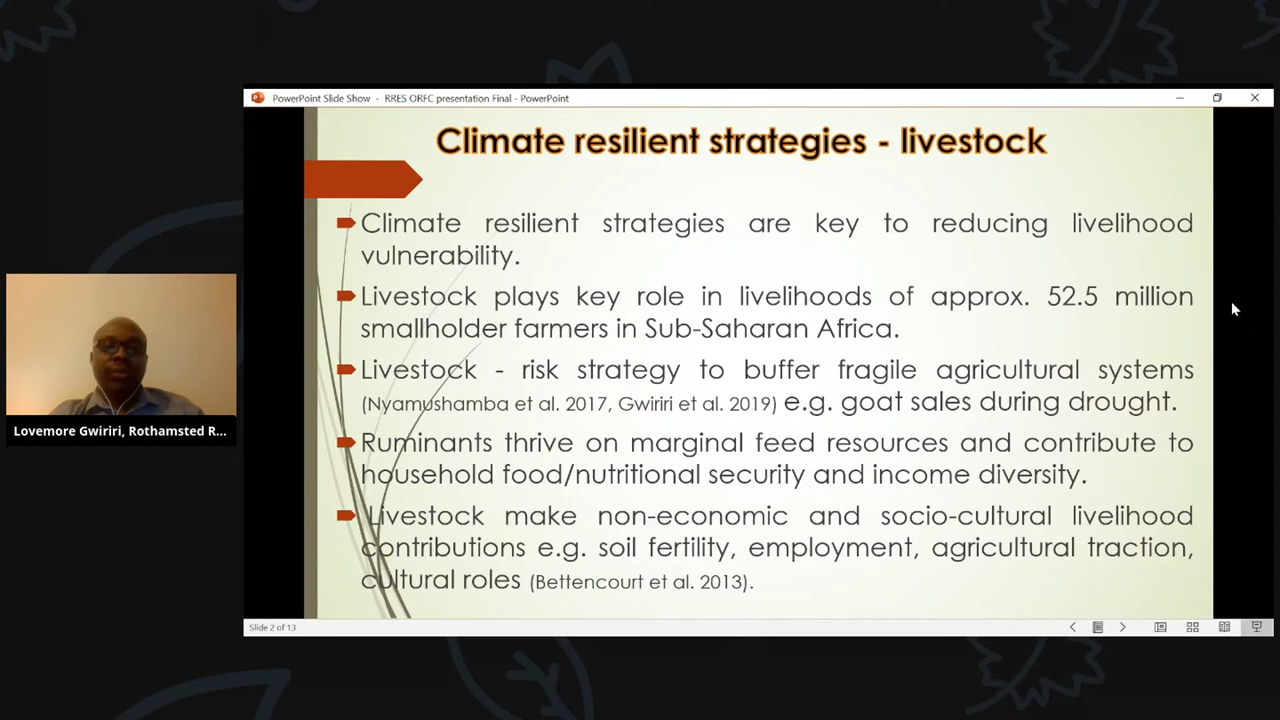 PowerPoint Slide Show - RRES ORFC presentation Final - PowerPoint
Climate resilient strategies - livestock
Climate resilient strategies are key to reducing livelihood
vulnerability.
Livestock plays key role in livelihoods of approx. 52.5 million
smallholder farmers in Sub-Saharan Africa.
Livestock - risk strategy to buffer fragile agricultural systems
(Nyamushamba et al. 2017, Gwiriri et al. 2019) e.g. goat sales during drought.
Ruminants thrive on marginal feed resources and contribute to
household food/nutritional security and income diversity.
Livestock make non-economic and socio-cultural livelihood
contributions e.g. soil fertility, employment, agricultural traction,
cultural roles (Bettencourt et al. 2013).
Lovemore Gwiriri, Rothamsted R...
Slide 2 of 13